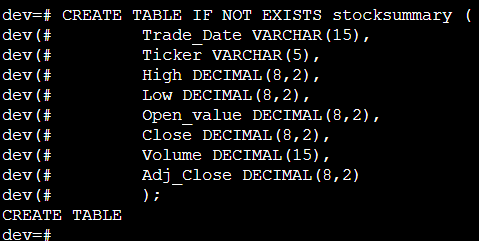 dev=# CREATE TABLE IF NOT EXISTS stocksummary (
dev(#         Trade_Date VARCHAR(15),
dev(#         Ticker VARCHAR(5),
dev(#         High DECIMAL(8,2),
dev(#         Low DECIMAL(8,2),
dev(#         Open_value DECIMAL(8,2),
dev(#         Close DECIMAL(8,2),
dev(#         Volume DECIMAL(15),
dev(#         Adj_Close DECIMAL(8,2)
dev(#         );
CREATE TABLE
dev=#